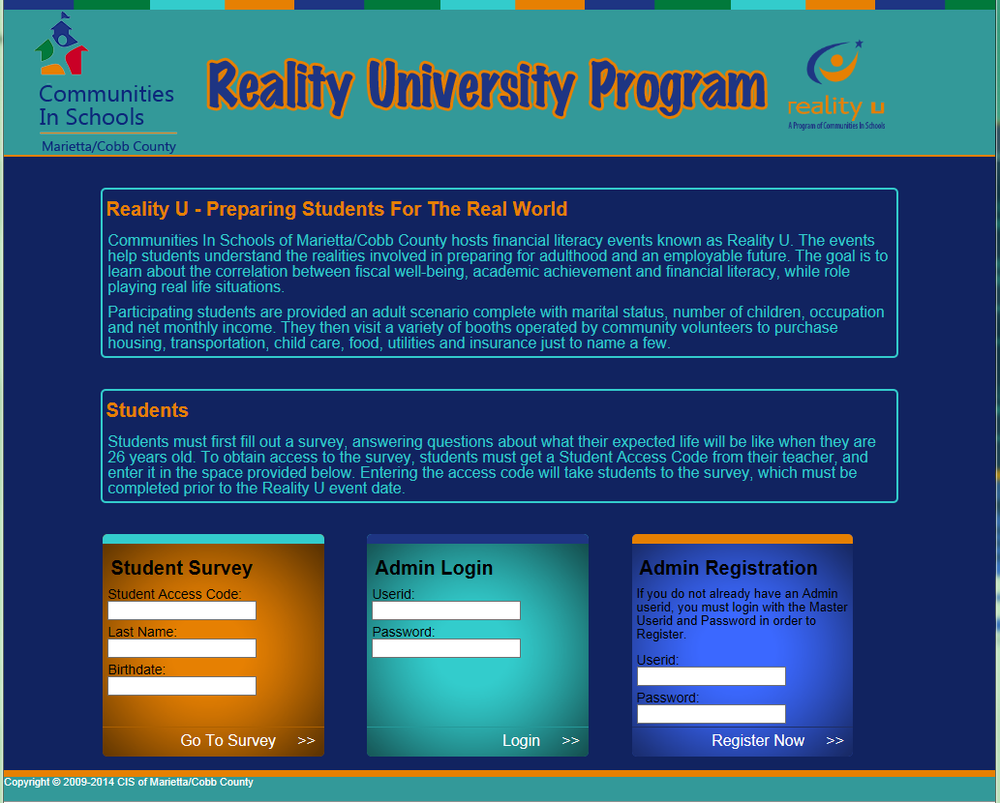 Communities
In Schools
Marietta/Cobb County
Reality University Program
reality u
A Program of Communities In Schools
Reality U - Preparing Students For The Real World
Communities In Schools of Marietta/Cobb County hosts financial literacy events known as Reality U. The events
help students understand the realities involved in preparing for adulthood and an employable future. The goal is to
learn about the correlation between fiscal well-being, academic achievement and financial literacy, while role
playing real life situations.
Participating students are provided an adult scenario complete with marital status, number of children, occupation
and net monthly income. They then visit a variety of booths operated by community volunteers to purchase
housing, transportation, child care, food, utilities and insurance just to name a few.
Students
Students must first fill out a survey, answering questions about what their expected life will be like when they are
26 years old. To obtain access to the survey, students must get a Student Access Code from their teacher, and
enter it in the space provided below. Entering the access code will take students to the survey, which must be
completed prior to the Reality U event date.
Student Survey
Student Access Code:
Last Name:
Birthdate:
Go To Survey >>
Admin Login
Userid:
Password:
Login >>
Admin Registration
If you do not already have an Admin
userid, you must login with the Master
Userid and Password in order to
Register.
Userid:
Password:
Register Now >>
Copyright © 2009-2014 CIS of Marietta/Cobb County